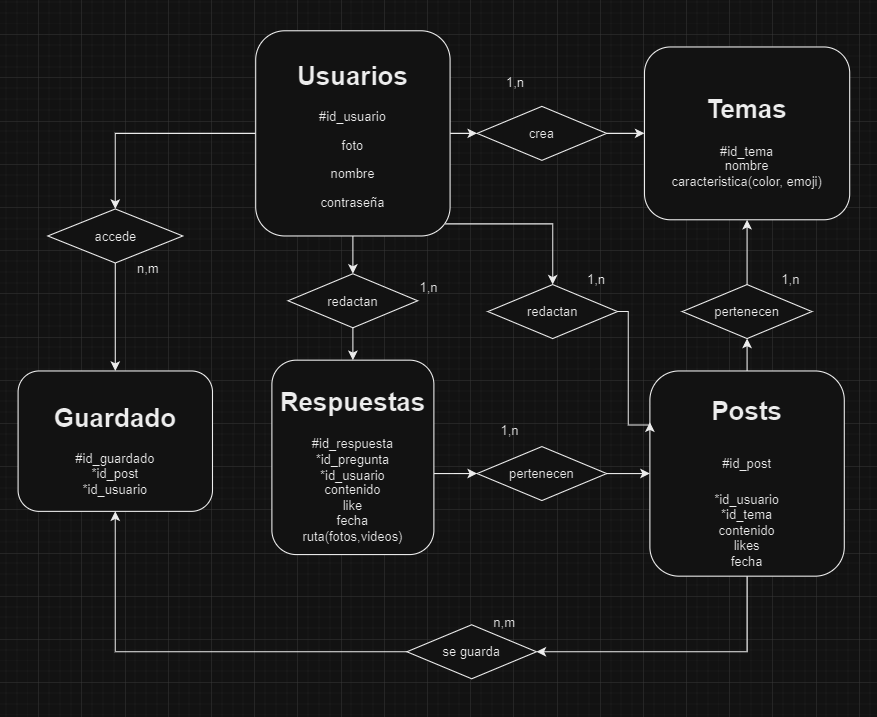 Usuarios
#id_usuario
foto
nombre
contraseña
1,n
crea
Temas
#id_tema
nombre
caracteristica(color, emoji)
accede
n,m
redactan
1,n
redactan
1,n
pertenecen
1,n
Guardado
#id_guardado
*id_post
*id_usuario
Respuestas
#id_respuesta
*id_pregunta
*id_usuario
contenido
like
fecha
ruta(fotos,videos)
1,n
pertenecen
Posts
#id_post
*id_usuario
*id_tema
contenido
likes
fecha
n,m
se guarda